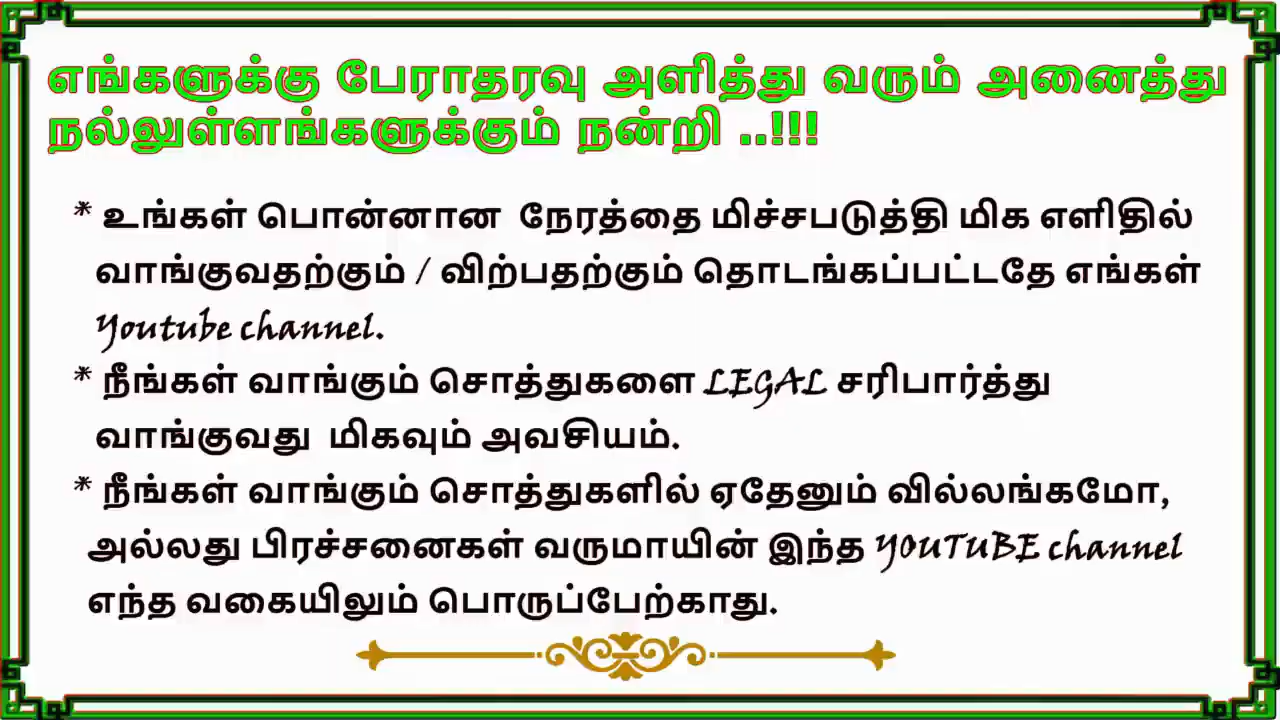 எங்களுக்கு பேராதரவு அளித்து வரும் அனைத்து
நல்லுள்ளங்களுக்கும் நன்றி ..!!!
* உங்கள் பொன்னான நேரத்தை மிச்சபடுத்தி மிக எளிதில்
வாங்குவதற்கும் / விற்பதற்கும் தொடங்கப்பட்டதே எங்கள்
Youtube channel.
* நீங்கள் வாங்கும் சொத்துகளை LEGAL சரிபார்த்து
வாங்குவது மிகவும் அவசியம்.
* நீங்கள் வாங்கும் சொத்துகளில் ஏதேனும் வில்லங்கமோ,
அல்லது பிரச்சனைகள் வருமாயின் இந்த YOUTUBE channel
எந்த வகையிலும் பொருப்பேற்காது.